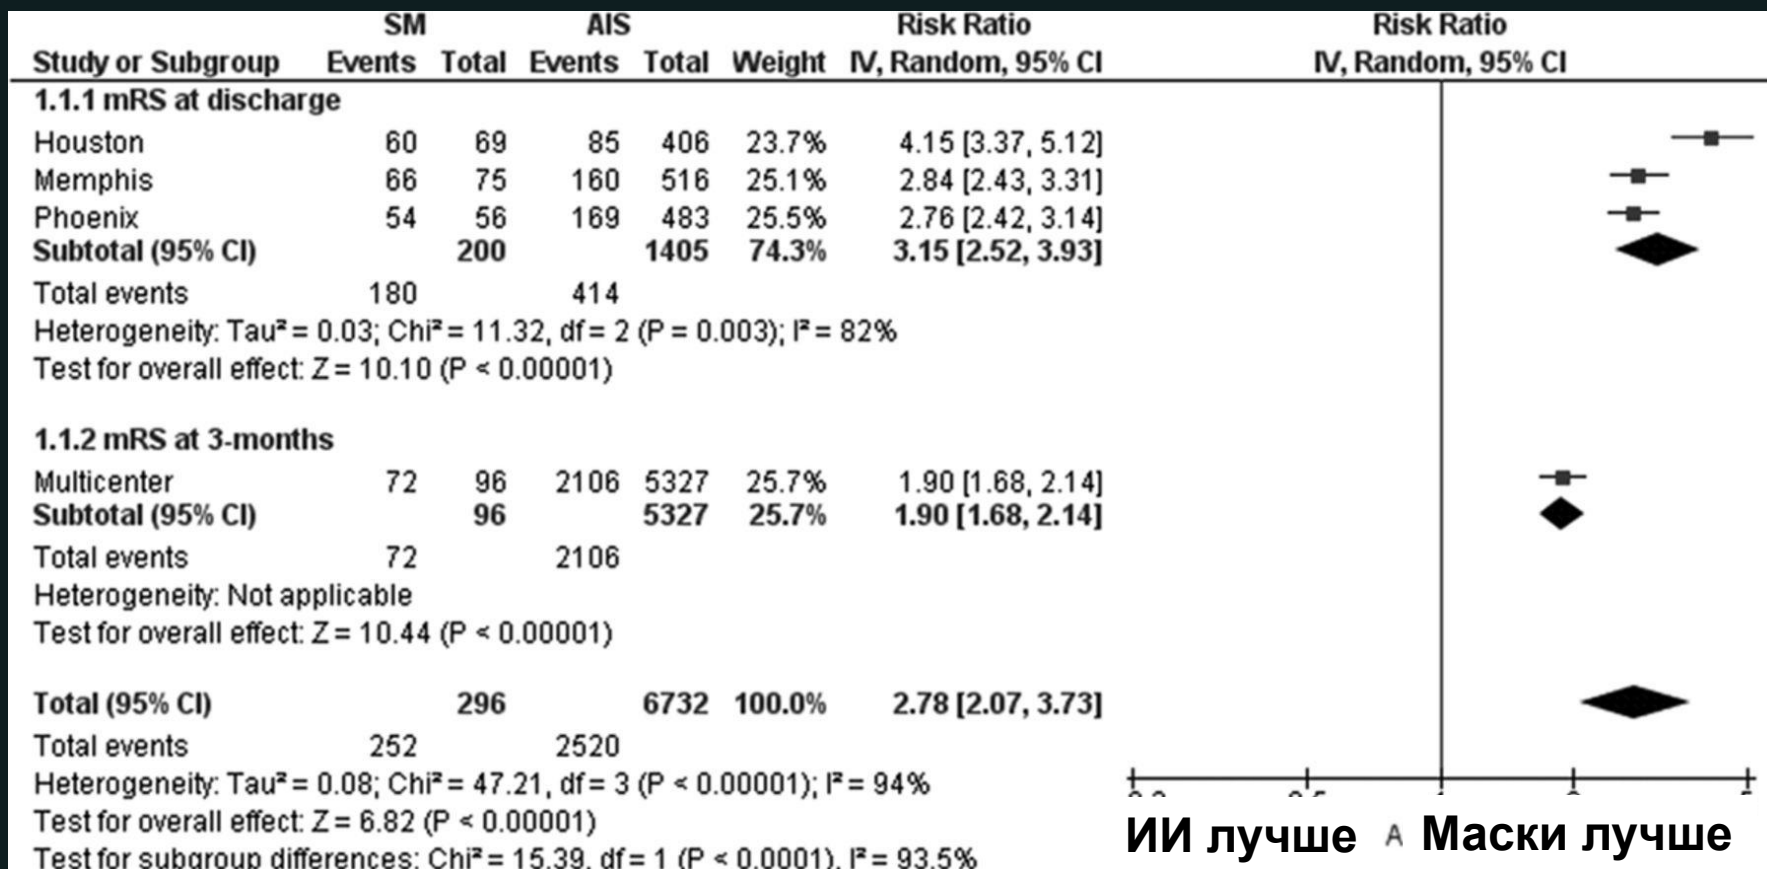 SM AIS Risk Ratio Risk Ratio
Study or Subgroup Events Total Events Total Weight IV, Random, 95% CI IV, Random, 95% CI
1.1.1 mRS at discharge
Houston 60 69 85 406 23.7% 4.15 [3.37, 5.12]
Memphis 66 75 160 516 25.1% 2.84 [2.43, 3.31]
Phoenix 54 56 169 483 25.5% 2.76 [2.42, 3.14]
Subtotal (95% CI) 200 1405 74.3% 3.15 [2.52, 3.93]
Total events 180 414
Heterogeneity: Tau² = 0.03; Chi² = 11.32, df = 2 (P = 0.003); I² = 82%
Test for overall effect: Z = 10.10 (P < 0.00001)
1.1.2 mRS at 3-months
Multicenter 72 96 2106 5327 25.7% 1.90 [1.68, 2.14]
Subtotal (95% CI) 96 5327 25.7% 1.90 [1.68, 2.14]
Total events 72 2106
Heterogeneity: Not applicable
Test for overall effect: Z = 10.44 (P < 0.00001)
Total (95% CI) 296 6732 100.0% 2.78 [2.07, 3.73]
Total events 252 2520
Heterogeneity: Tau² = 0.08; Chi² = 47.21, df = 3 (P < 0.00001); I² = 94%
Test for overall effect: Z = 6.82 (P < 0.00001)
ИИ лучше A Маски лучше
Test for subgroup differences: Chi² = 15.39, df = 1 (P < 0.0001), I² = 93.5%